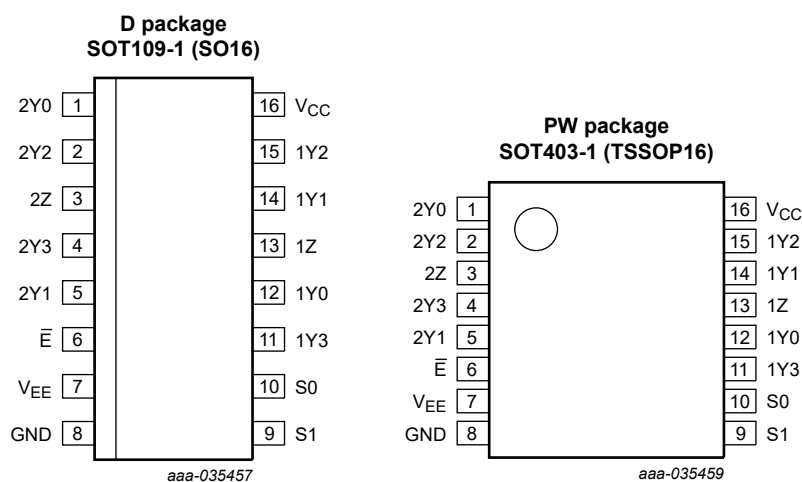 D package
SOT109-1 (SO16)
2Y0 1 16 VCC
2Y2 2 15 1Y2
2Z 3 14 1Y1
2Y3 4 13 1Z
2Y1 5 12 1Y0
E̅ 6 11 1Y3
VEE 7 10 S0
GND 8 9 S1
aaa-035457
PW package
SOT403-1 (TSSOP16)
2Y0 1 16 VCC
2Y2 2 15 1Y2
2Z 3 14 1Y1
2Y3 4 13 1Z
2Y1 5 12 1Y0
E̅ 6 11 1Y3
VEE 7 10 S0
GND 8 9 S1
aaa-035459